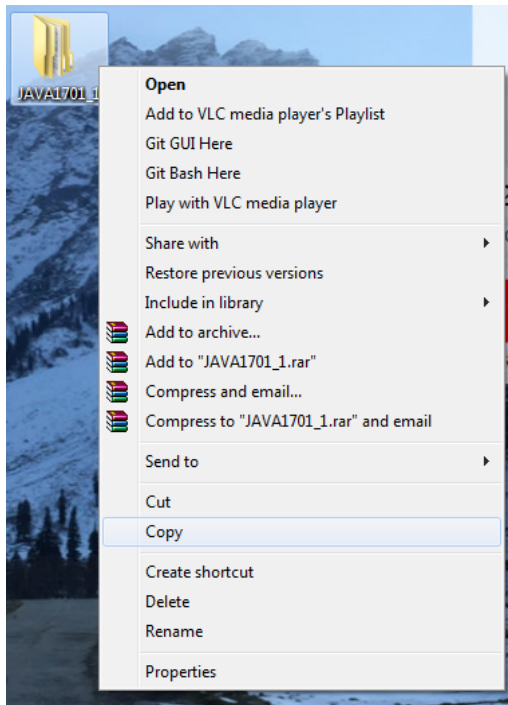 JAVA1701_1
Open
Add to VLC media player's Playlist
Git GUI Here
Git Bash Here
Play with VLC media player
Share with
Restore previous versions
Include in library
Add to archive...
Add to "JAVA1701_1.rar"
Compress and email...
Compress to "JAVA1701_1.rar" and email
Send to
Cut
Copy
Create shortcut
Delete
Rename
Properties